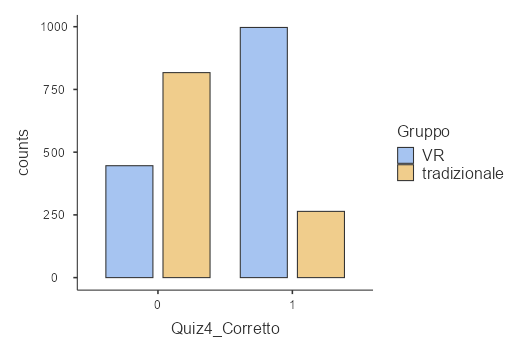 1000
750
500
250
0
counts
0
1
Quiz4_Corretto
Gruppo
VR
tradizionale